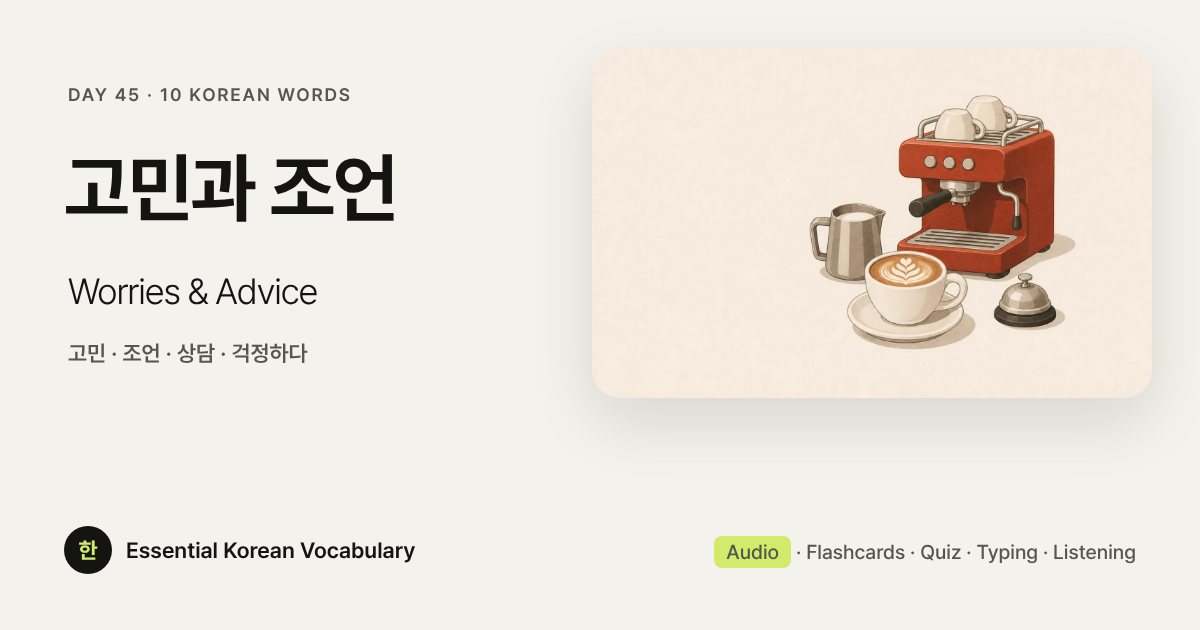 DAY 45 · 10 KOREAN WORDS
고민과 조언
Worries & Advice
고민 · 조언 · 상담 · 걱정하다
한 Essential Korean Vocabulary
Audio · Flashcards · Quiz · Typing · Listening